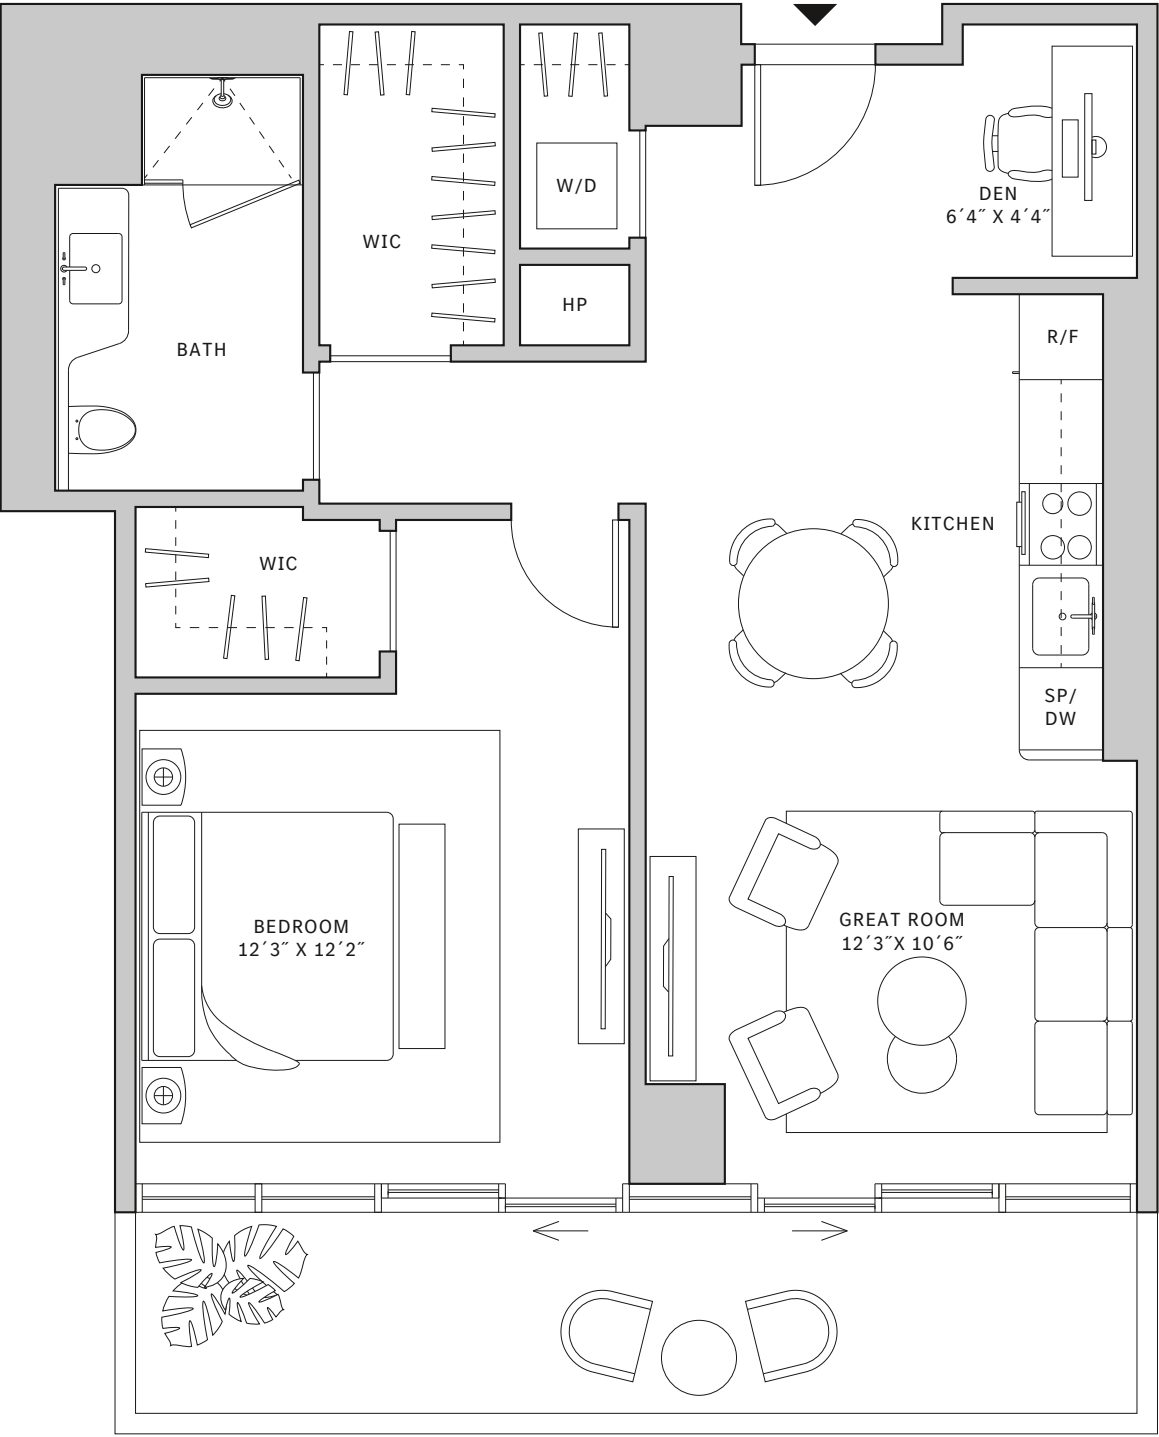 W/D
DEN
6´4˝ X 4´4˝
WIC
HP
R/F
BATH
KITCHEN
WIC
SP/
DW
GREAT ROOM
12´3˝X 10´6˝
BEDROOM
12´3˝ X 12´2˝